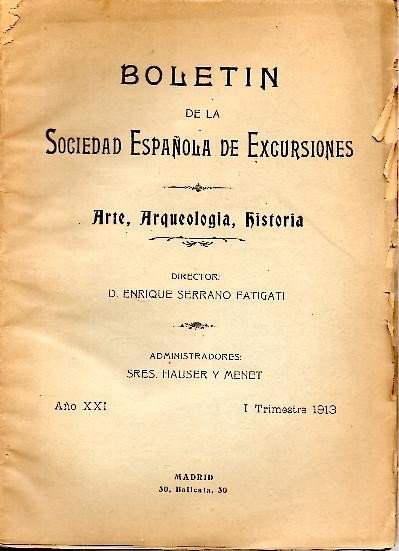 BOLETIN
DE LA
SOCIEDAD ESPAÑOLA DE EXCURSIONES
Arte, Arqueología, Historia
DIRECTOR:
D. ENRIQUE SERRANO FATIGATI
ADMINISTRADORES:
SRES. HAUSER Y MENET
Año XXI I Trimestre 1913
MADRID
30, Ballesta, 30